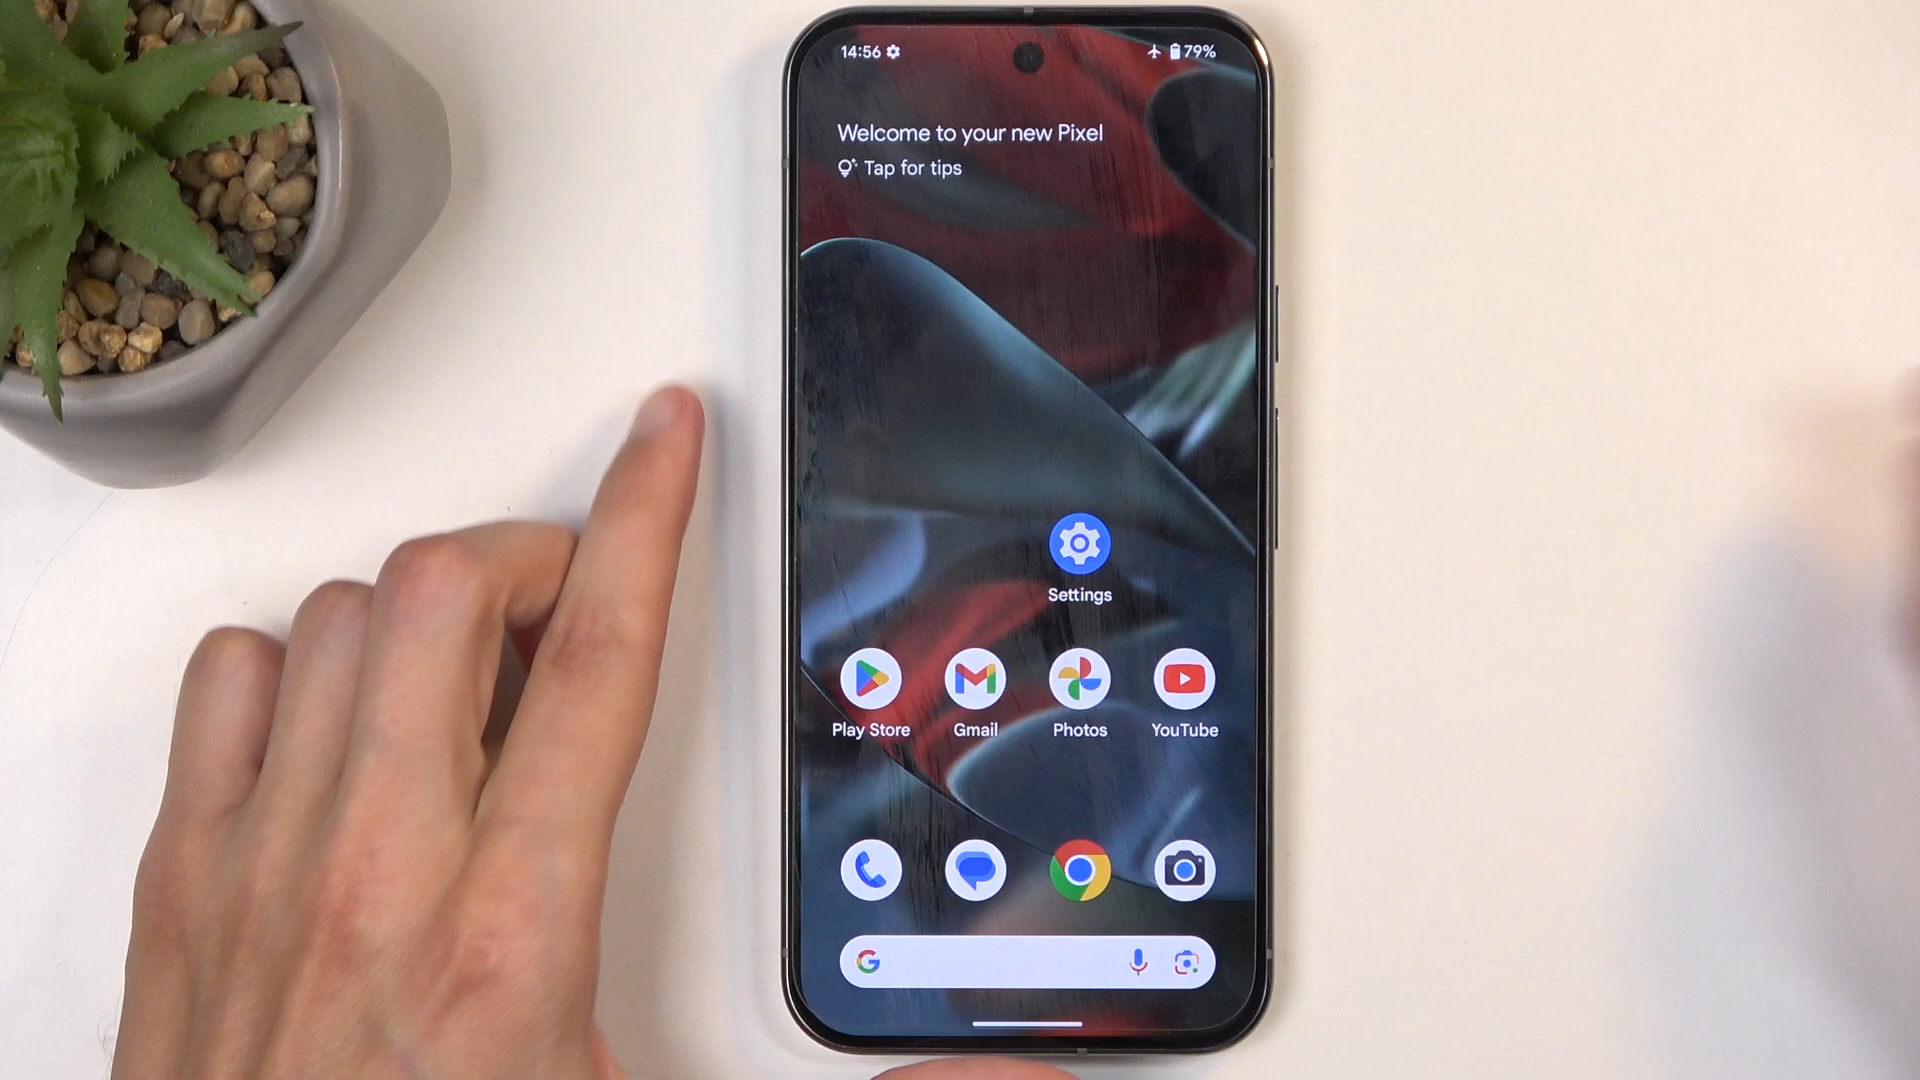 14:56 79%
Welcome to your new Pixel
Tap for tips
Settings
Play Store Gmail Photos YouTube
G